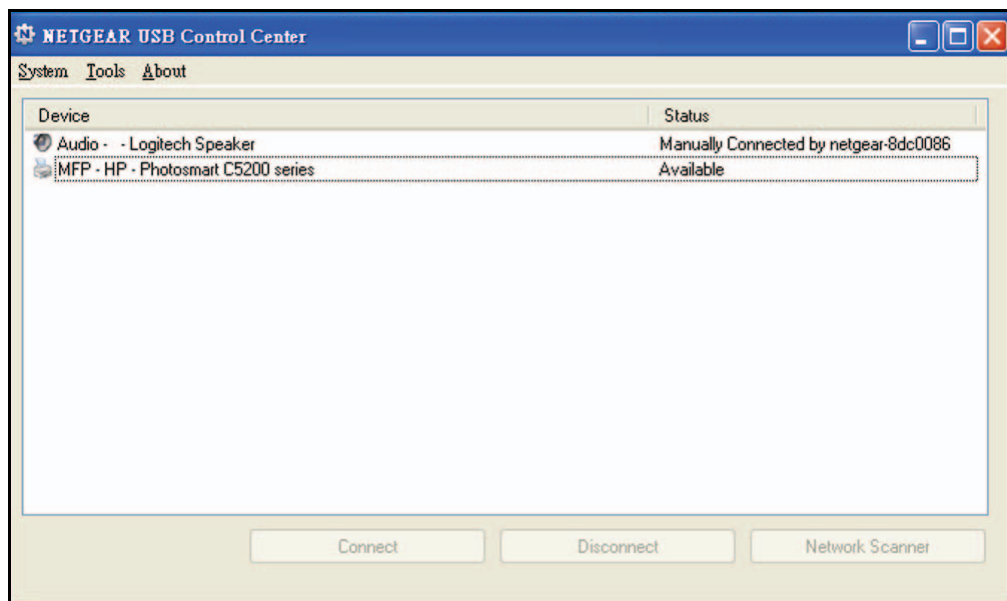 NETGEAR USB Control Center
System Tools About
Device Status
Audio - - Logitech Speaker Manually Connected by netgear-8dc0086
MFP - HP - Photosmart C5200 series Available
Connect Disconnect Network Scanner